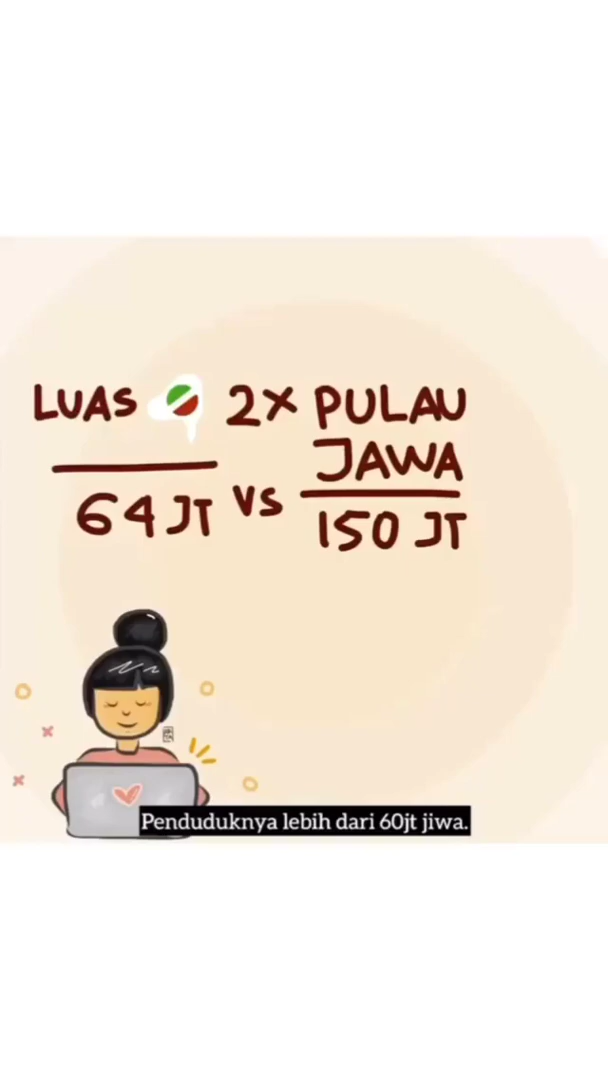 LUAS 2X PULAU
JAWA
64 JT VS 150 JT
Penduduknya lebih dari 60jt jiwa.